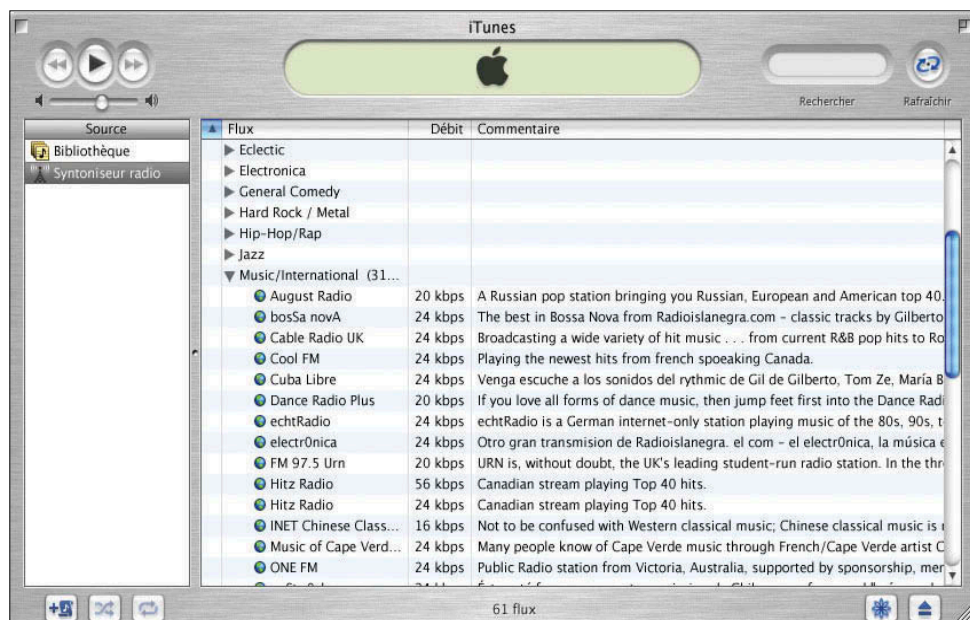 iTunes
Rechercher
Rafraîchir
Source
Bibliothèque
Syntoniseur radio
Flux Débit Commentaire
Eclectic
Electronica
General Comedy
Hard Rock / Metal
Hip-Hop/Rap
Jazz
Music/International (31...
August Radio 20 kbps A Russian pop station bringing you Russian, European and American top 40.
bosSa novA 24 kbps The best in Bossa Nova from Radioislanegra.com – classic tracks by Gilberto
Cable Radio UK 24 kbps Broadcasting a wide variety of hit music . . . from current R&B pop hits to Ro
Cool FM 24 kbps Playing the newest hits from french spoeaking Canada.
Cuba Libre 24 kbps Venga escuche a los sonidos del rythmic de Gil de Gilberto, Tom Ze, María B
Dance Radio Plus 20 kbps If you love all forms of dance music, then jump feet first into the Dance Radi
echtRadio 24 kbps echtRadio is a German internet-only station playing music of the 80s, 90s, t
electr0nica 24 kbps Otro gran transmision de Radioislanegra. el com – el electr0nica, la música e
FM 97.5 Urn 20 kbps URN is, without doubt, the UK's leading student-run radio station. In the thr
Hitz Radio 56 kbps Canadian stream playing Top 40 hits.
Hitz Radio 24 kbps Canadian stream playing Top 40 hits.
INET Chinese Class... 16 kbps Not to be confused with Western classical music; Chinese classical music is
Music of Cape Verd... 24 kbps Many people know of Cape Verde music through French/Cape Verde artist C
ONE FM 24 kbps Public Radio station from Victoria, Australia, supported by sponsorship, mer
61 flux